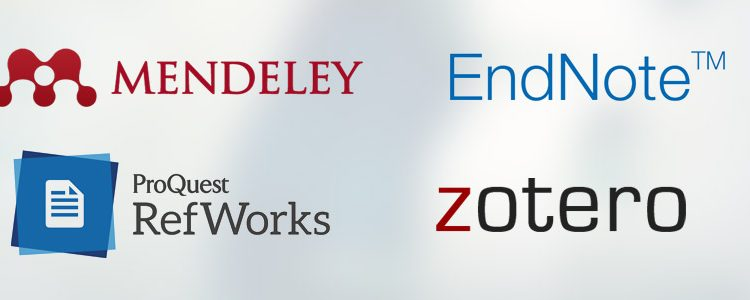 MENDELEY
EndNote™
ProQuest
RefWorks
zotero